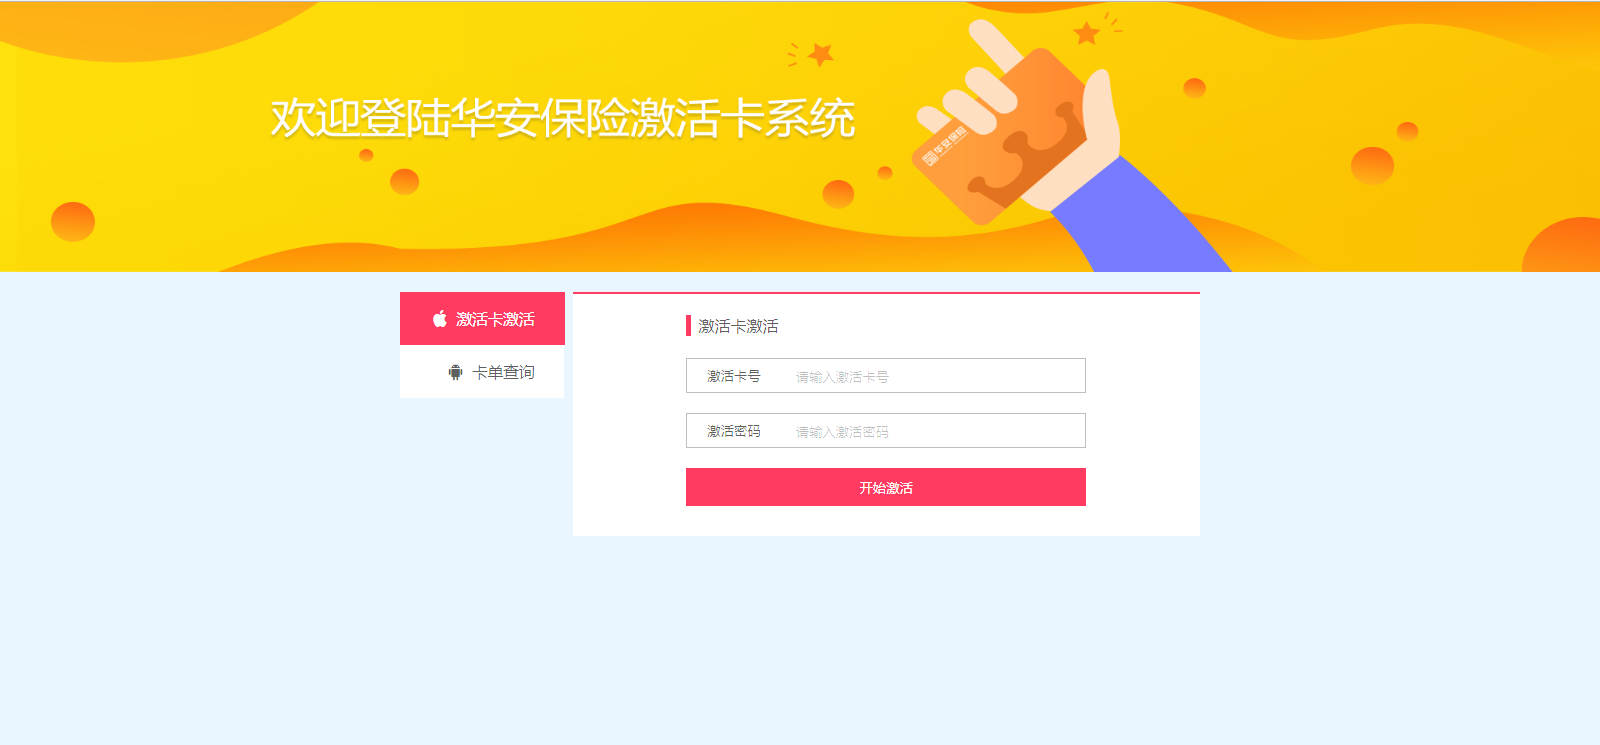 欢迎登陆华安保险激活卡系统
华安保险
激活卡激活
卡单查询
激活卡激活
激活卡号 请输入激活卡号
激活密码 请输入激活密码
开始激活